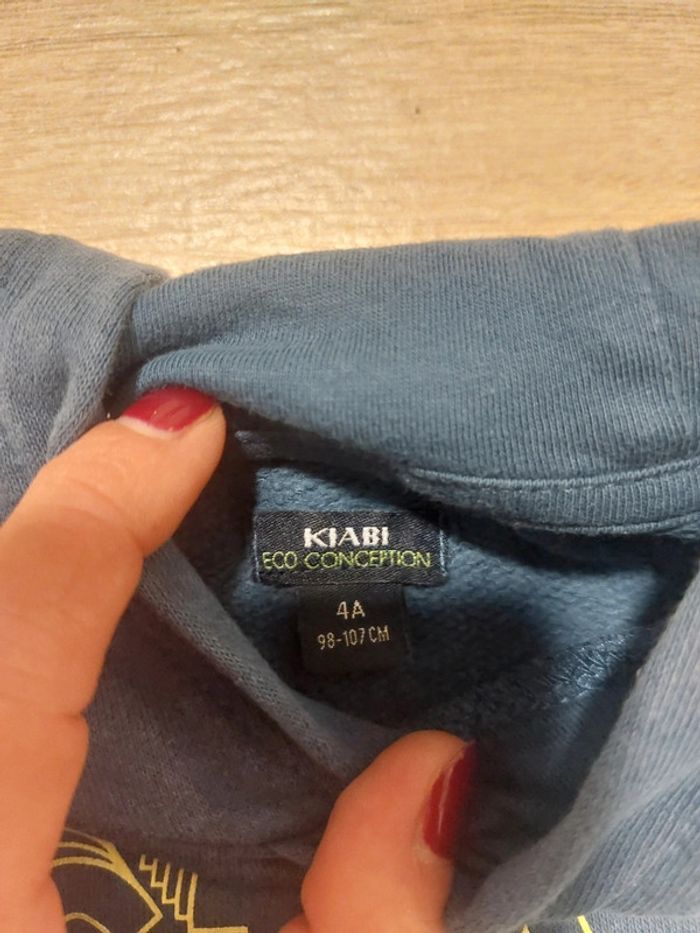 KIABI
ECO CONCEPTION
4A
98-107CM